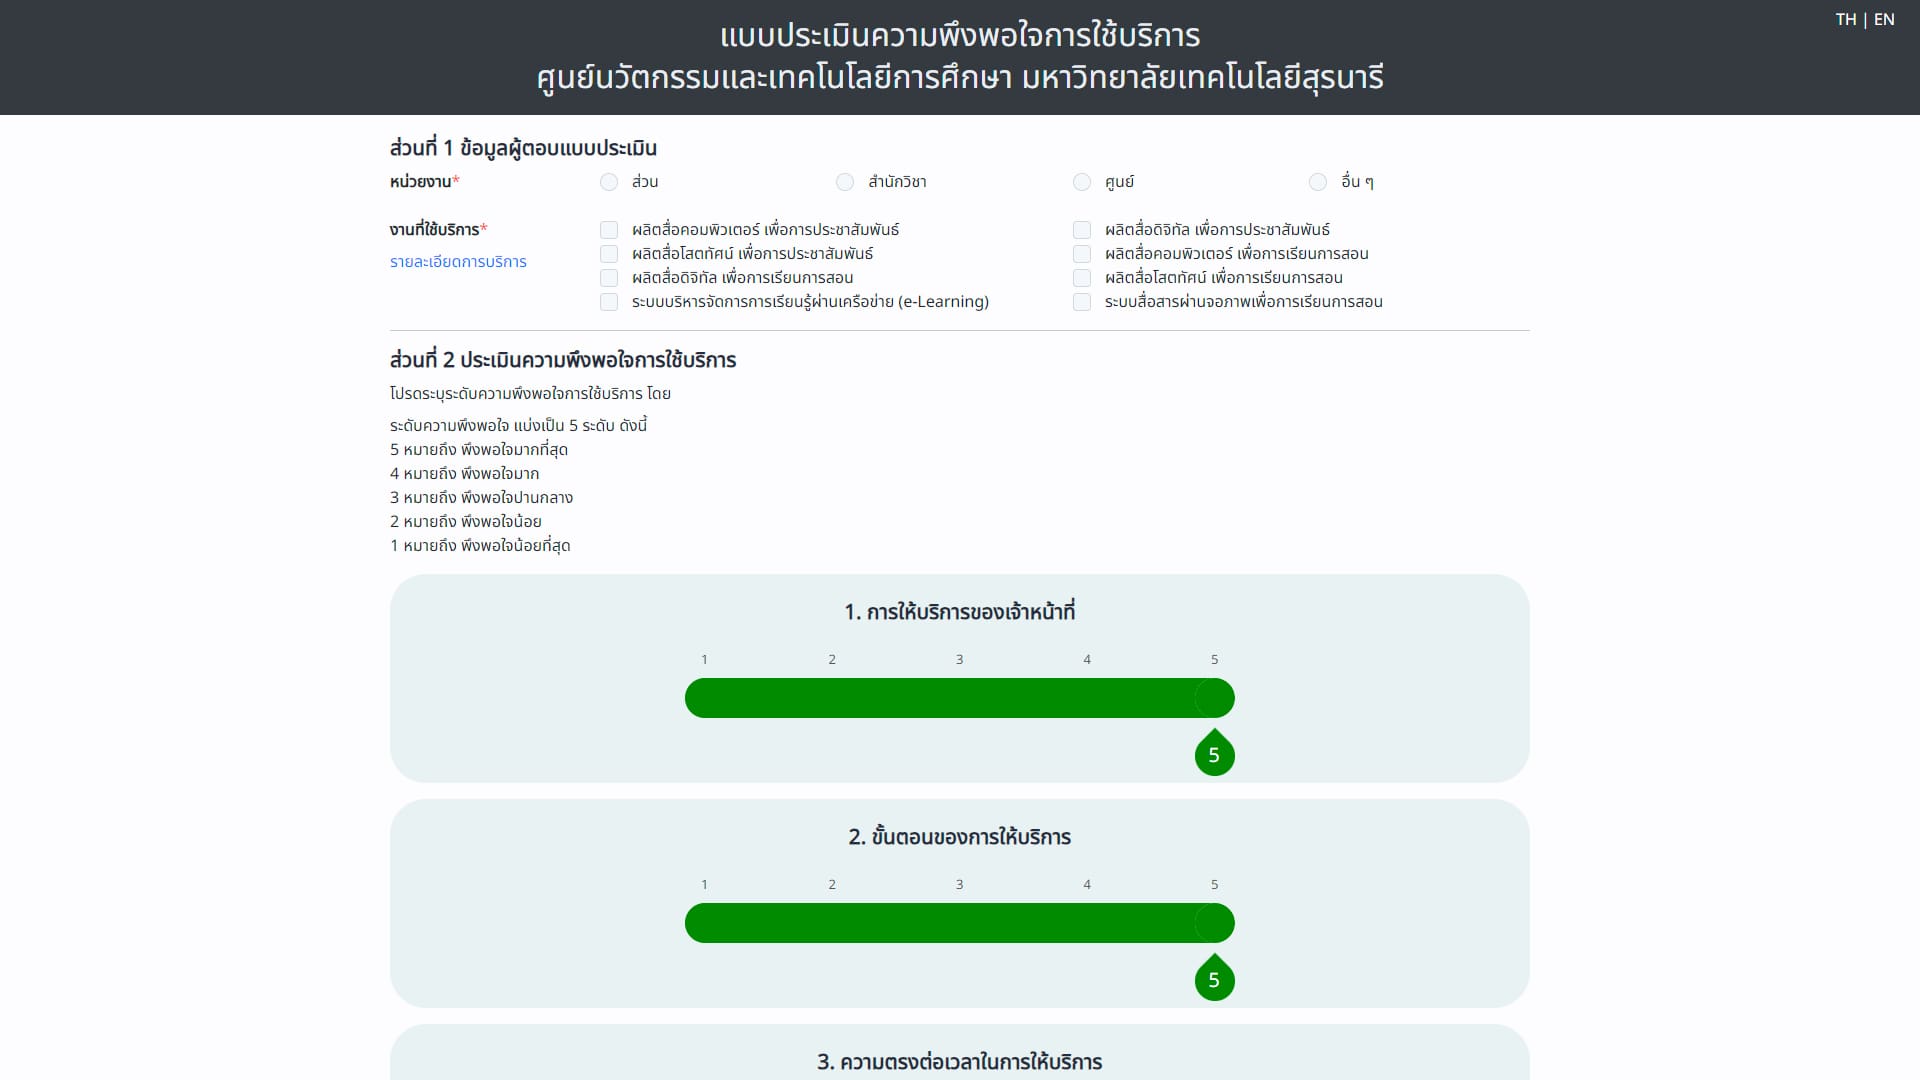 TH | EN
แบบประเมินความพึงพอใจการใช้บริการ
ศูนย์นวัตกรรมและเทคโนโลยีการศึกษา มหาวิทยาลัยเทคโนโลยีสุรนารี
ส่วนที่ 1 ข้อมูลผู้ตอบแบบประเมิน
หน่วยงาน* ส่วน สำนักวิชา ศูนย์ อื่น ๆ
งานที่ใช้บริการ* ผลิตสื่อคอมพิวเตอร์ เพื่อการประชาสัมพันธ์ ผลิตสื่อดิจิทัล เพื่อการประชาสัมพันธ์
ผลิตสื่อโสตทัศน์ เพื่อการประชาสัมพันธ์ ผลิตสื่อคอมพิวเตอร์ เพื่อการเรียนการสอน
รายละเอียดการบริการ
ผลิตสื่อดิจิทัล เพื่อการเรียนการสอน ผลิตสื่อโสตทัศน์ เพื่อการเรียนการสอน
ระบบบริหารจัดการการเรียนรู้ผ่านเครือข่าย (e-Learning) ระบบสื่อสารผ่านจอภาพเพื่อการเรียนการสอน
ส่วนที่ 2 ประเมินความพึงพอใจการใช้บริการ
โปรดระบุระดับความพึงพอใจการใช้บริการ โดย
ระดับความพึงพอใจ แบ่งเป็น 5 ระดับ ดังนี้
5 หมายถึง พึงพอใจมากที่สุด
4 หมายถึง พึงพอใจมาก
3 หมายถึง พึงพอใจปานกลาง
2 หมายถึง พึงพอใจน้อย
1 หมายถึง พึงพอใจน้อยที่สุด
1. การให้บริการของเจ้าหน้าที่
1 2 3 4 5
5
2. ขั้นตอนของการให้บริการ
1 2 3 4 5
5
3. ความตรงต่อเวลาในการให้บริการ